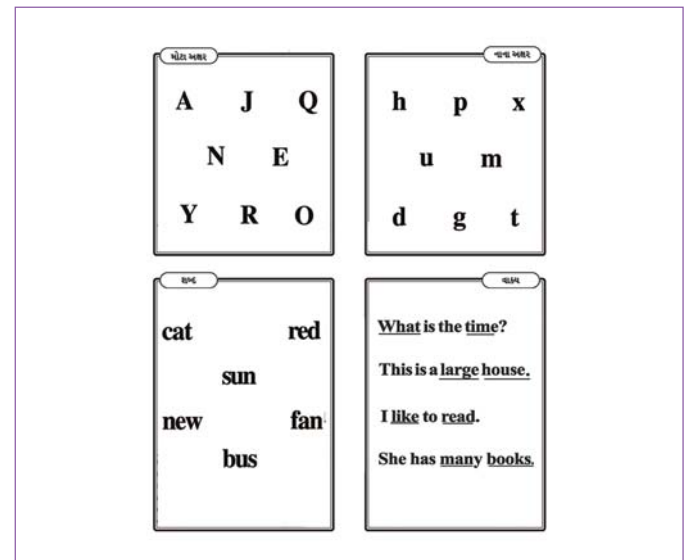 મોટા અક્ષર
A J Q
N E
Y R O
નાના અક્ષર
h p x
u m
d g t
શબ્દ
cat red
sun
new fan
bus
વાક્ય
What is the time?
This is a large house.
I like to read.
She has many books.